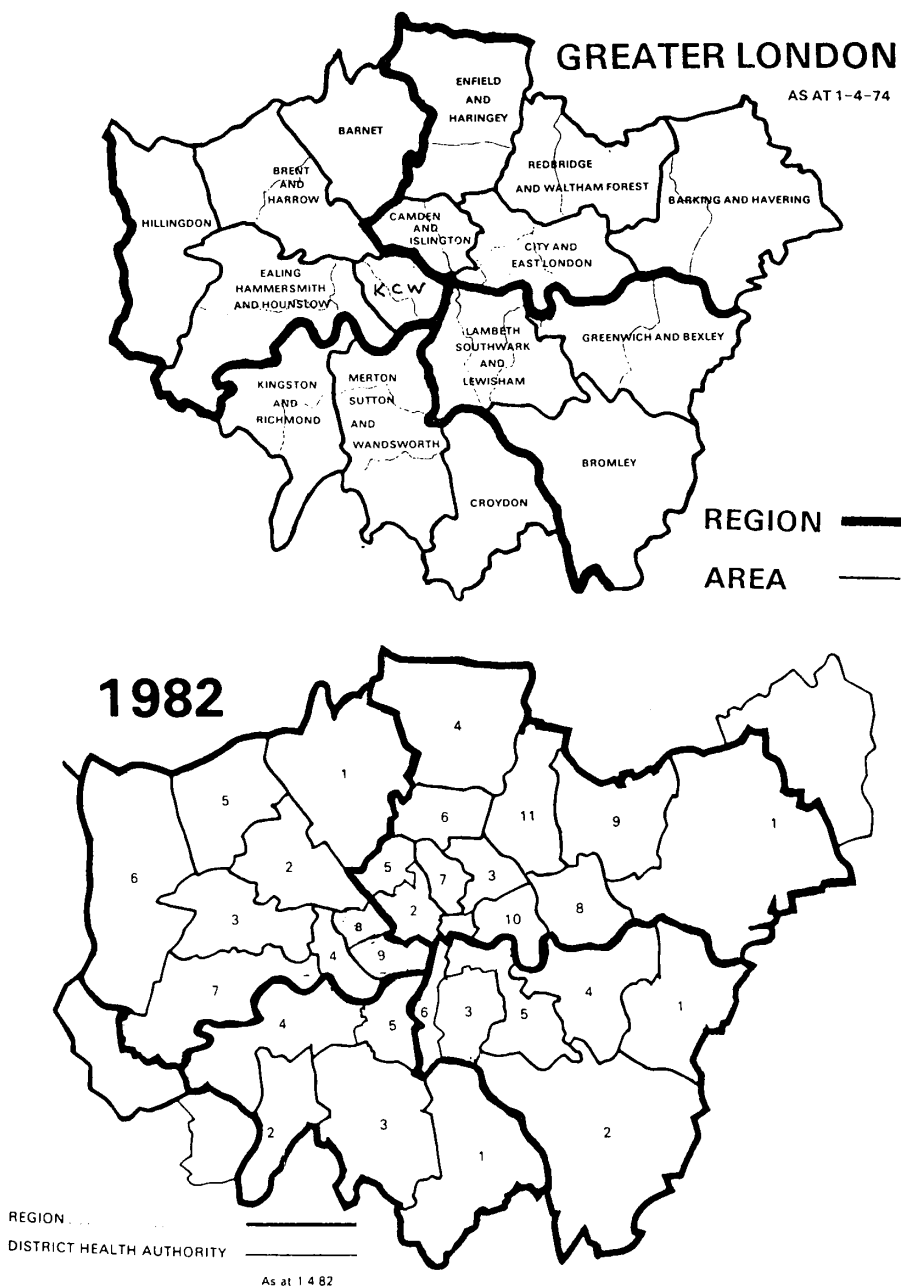 GREATER LONDON
AS AT 1-4-74
ENFIELD
AND
HARINGEY
BARNET
REDBRIDGE
AND WALTHAM FOREST
BRENT
AND
HARROW
BARKING AND HAVERING
HILLINGDON
CAMDEN
AND
ISLINGTON
CITY AND
EAST LONDON
EALING
HAMMERSMITH
AND HOUNSLOW
KCW
LAMBETH
SOUTHWARK
AND
LEWISHAM
GREENWICH AND BEXLEY
KINGSTON
AND
RICHMOND
MERTON
SUTTON
AND
WANDSWORTH
BROMLEY
CROYDON
REGION
AREA
1982
4
1
5
6
11
9
1
2
6
5
7
3
3
2
10
8
8
4
9
7
4
5
6
3
5
4
1
2
3
1
2
REGION
DISTRICT HEALTH AUTHORITY
As at 1 4 82